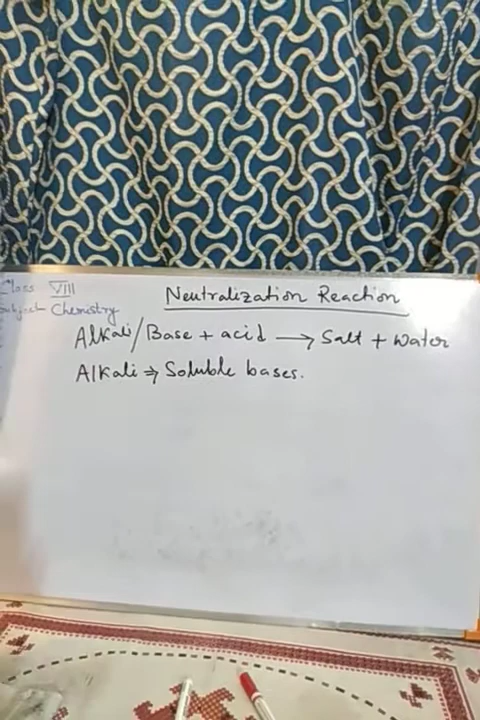 Class VIII
Subject- Chemistry
Neutralization Reaction
Alkali/Base + acid → Salt + Water
Alkali ⇒ Soluble bases.